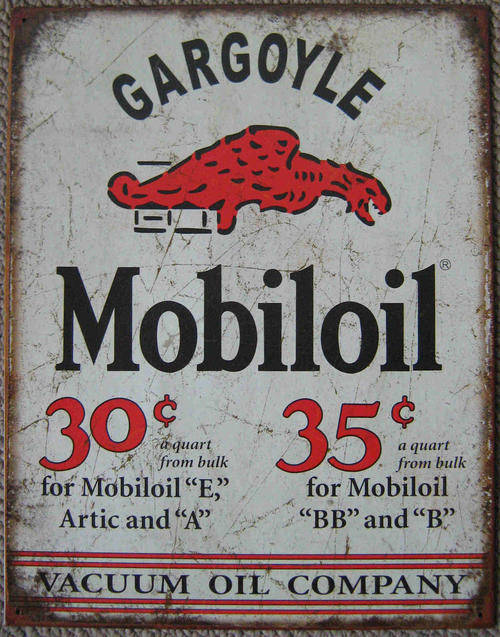 GARGOYLE
Mobiloil®
30¢ a quart
from bulk
for Mobiloil “E,”
Artic and “A”
35¢ a quart
from bulk
for Mobiloil
“BB” and “B”
VACUUM OIL COMPANY